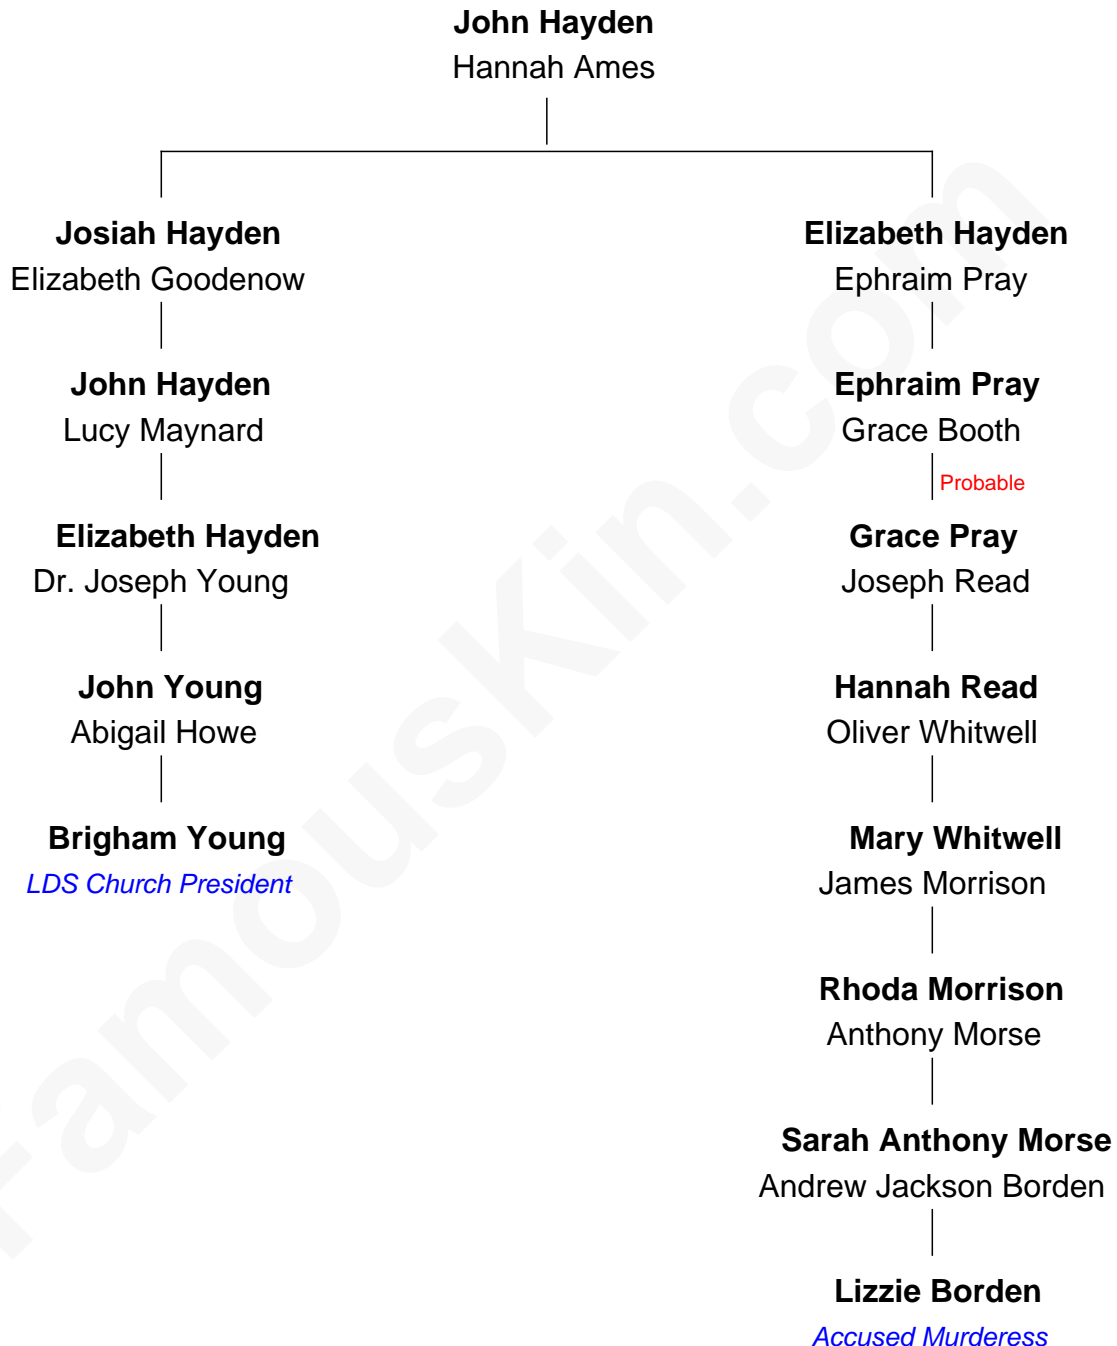 John Hayden
Hannah Ames
Josiah Hayden
Elizabeth Goodenow
John Hayden
Lucy Maynard
Elizabeth Hayden
Dr. Joseph Young
John Young
Abigail Howe
Brigham Young
LDS Church President
Elizabeth Hayden
Ephraim Pray
Ephraim Pray
Grace Booth
Probable
Grace Pray
Joseph Read
Hannah Read
Oliver Whitwell
Mary Whitwell
James Morrison
Rhoda Morrison
Anthony Morse
Sarah Anthony Morse
Andrew Jackson Borden
Lizzie Borden
Accused Murderess
FamousKin.com